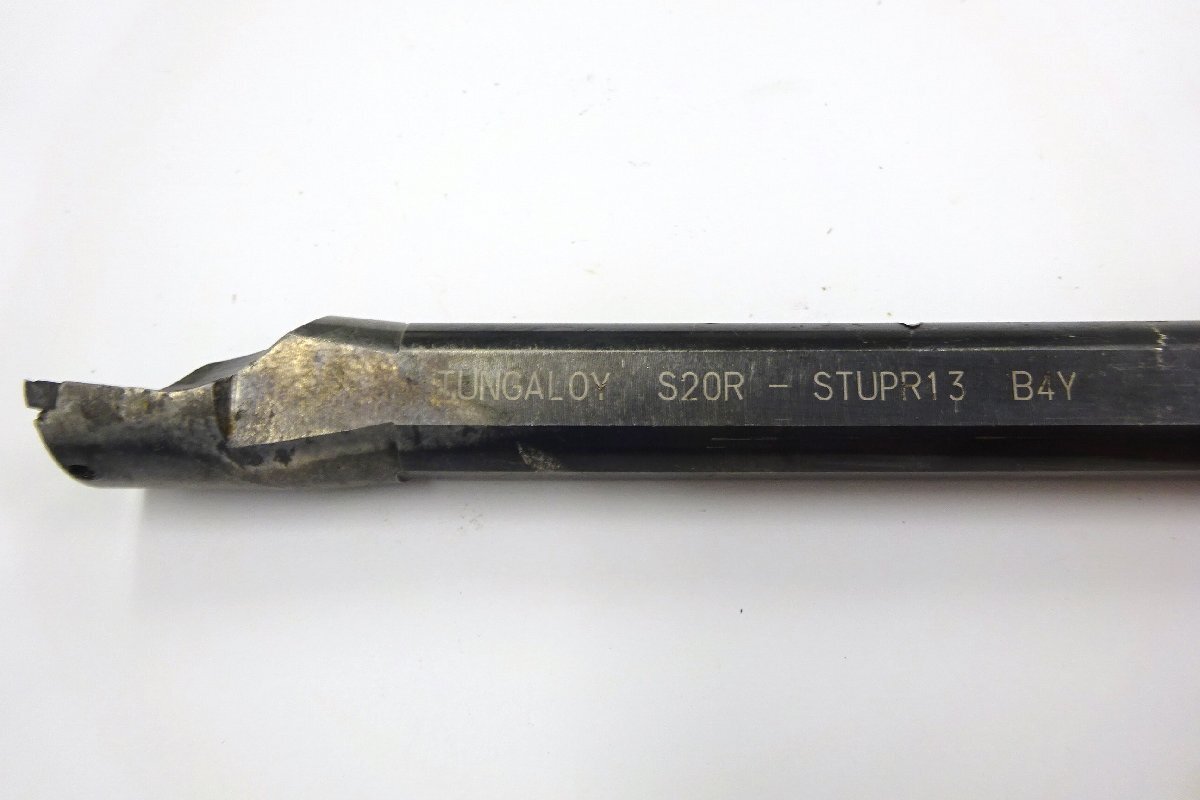 TUNGALOY S20R - STUPR13 B4Y